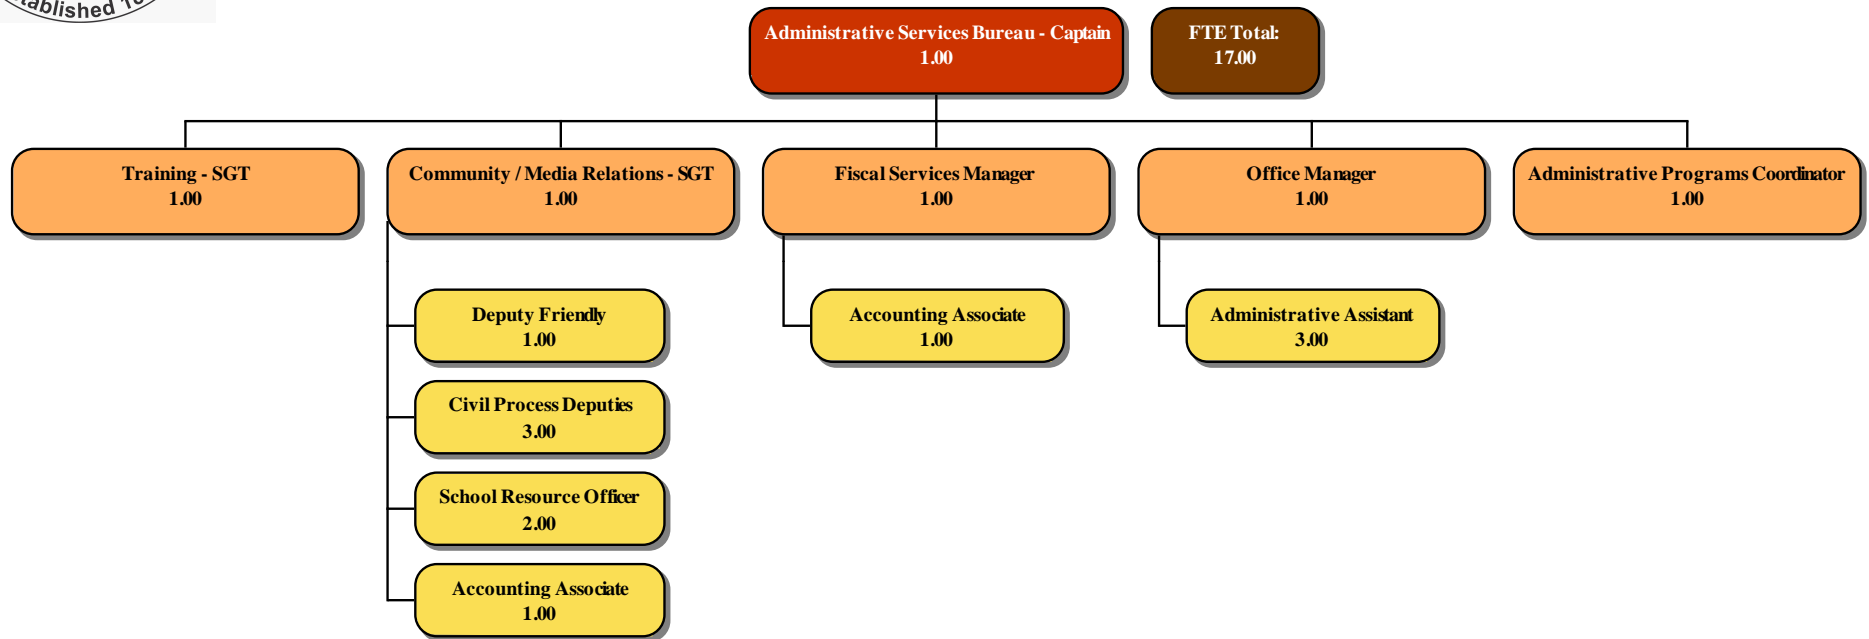 Administrative Services Bureau - Captain
1.00
FTE Total:
17.00
Training - SGT
1.00
Community / Media Relations - SGT
1.00
Fiscal Services Manager
1.00
Office Manager
1.00
Administrative Programs Coordinator
1.00
Deputy Friendly
1.00
Civil Process Deputies
3.00
School Resource Officer
2.00
Accounting Associate
1.00
Accounting Associate
1.00
Administrative Assistant
3.00